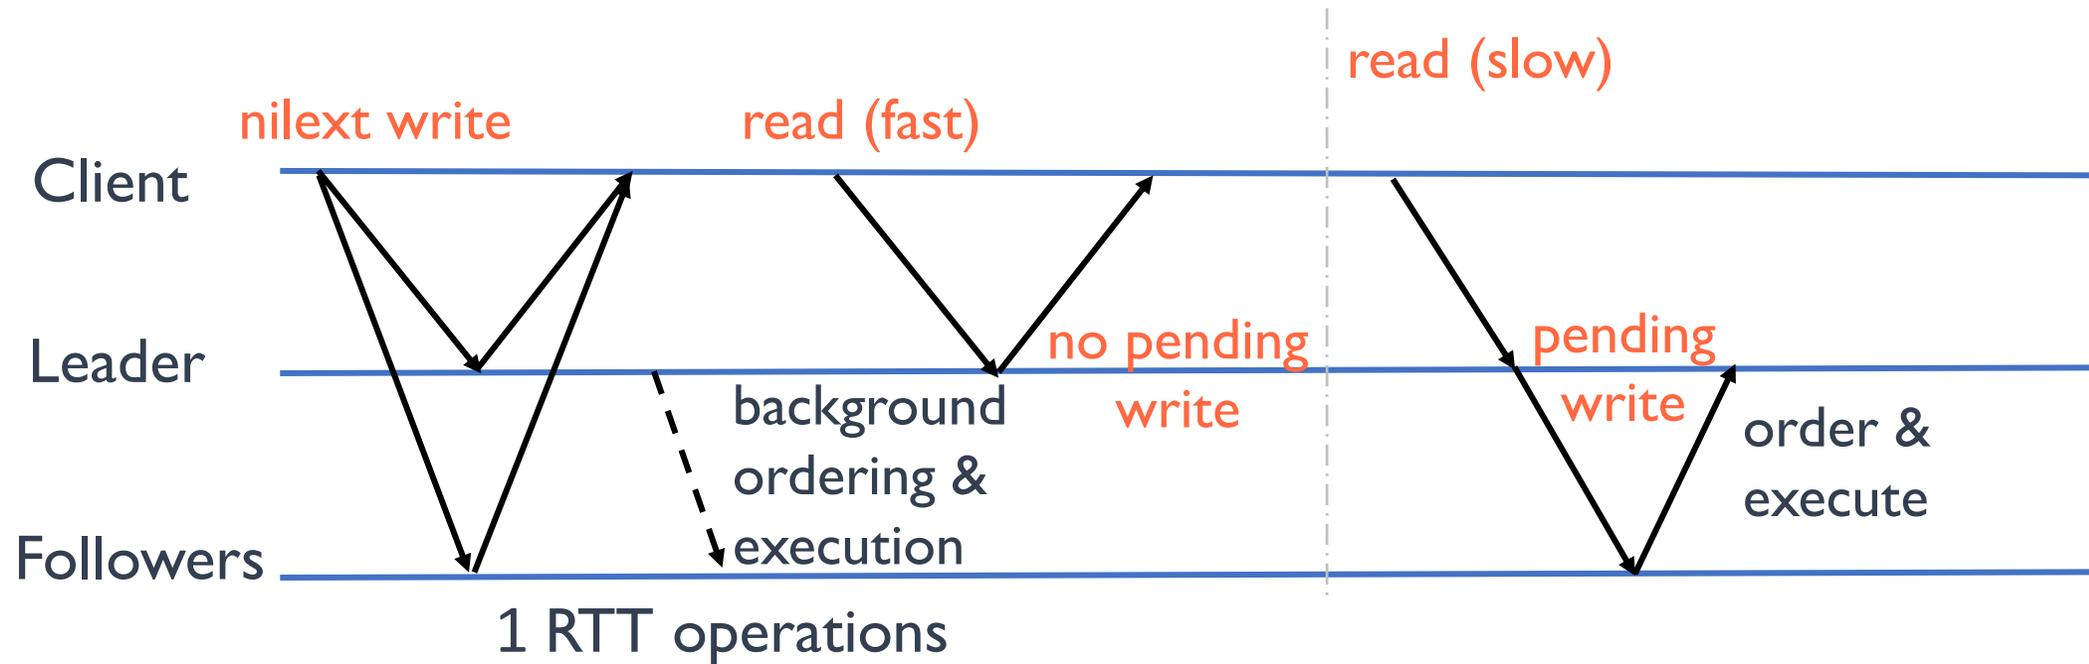 read (slow)
nilext write
read (fast)
Client
Leader
no pending
write
pending
write
background
ordering &
execution
order &
execute
Followers
1 RTT operations